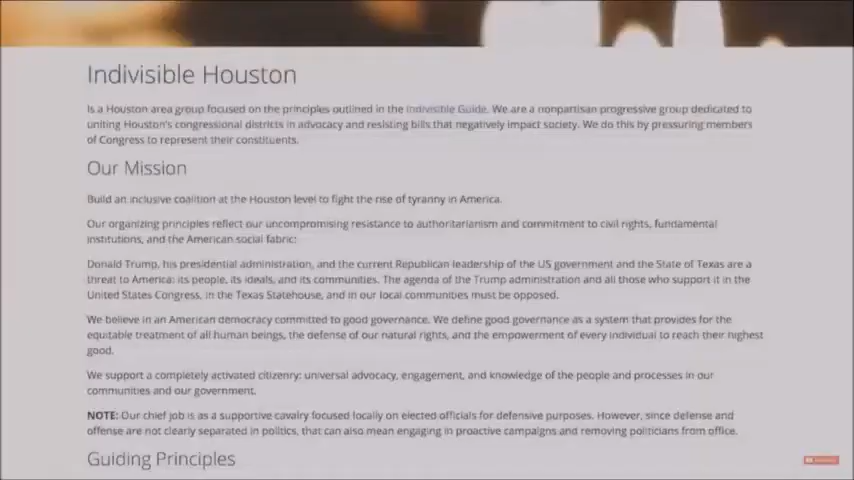 Indivisible Houston
Is a Houston area group focused on the principles outlined in the Indivisible Guide. We are a nonpartisan progressive group dedicated to
uniting Houston's congressional districts in advocacy and resisting bills that negatively impact society. We do this by pressuring members
of Congress to represent their constituents.
Our Mission
Build an inclusive coalition at the Houston level to fight the rise of tyranny in America.
Our organizing principles reflect our uncompromising resistance to authoritarianism and commitment to civil rights, fundamental
institutions, and the American social fabric:
Donald Trump, his presidential administration, and the current Republican leadership of the US government and the State of Texas are a
threat to America: its people, its ideals, and its communities. The agenda of the Trump administration and all those who support it in the
United States Congress, in the Texas Statehouse, and in our local communities must be opposed.
We believe in an American democracy committed to good governance. We define good governance as a system that provides for the
equitable treatment of all human beings, the defense of our natural rights, and the empowerment of every individual to reach their highest
good.
We support a completely activated citizenry: universal advocacy, engagement, and knowledge of the people and processes in our
communities and our government.
NOTE: Our chief job is as a supportive cavalry focused locally on elected officials for defensive purposes. However, since defense and
offense are not clearly separated in politics, that can also mean engaging in proactive campaigns and removing politicians from office.
Guiding Principles